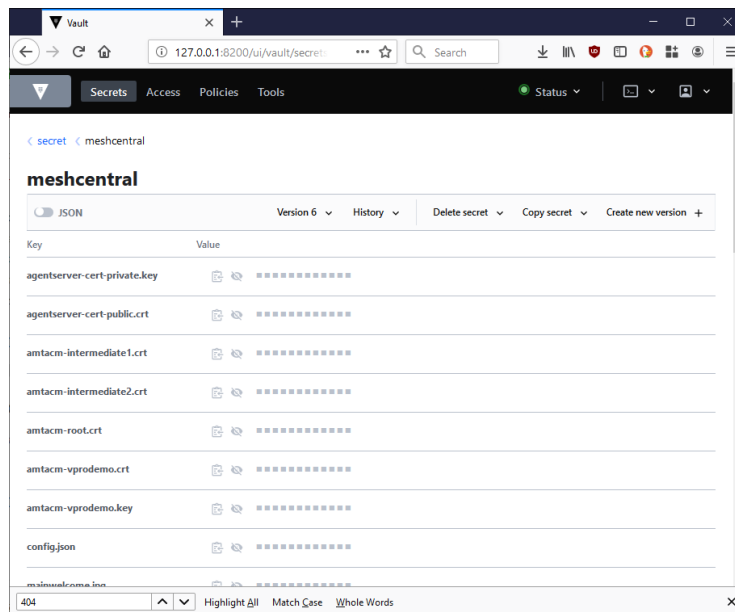 Vault
127.0.0.1:8200/ui/vault/secret
Search
Secrets Access Policies Tools Status
secret meshcentral
meshcentral
JSON Version 6 History Delete secret Copy secret Create new version +
Key Value
agentserver-cert-private.key
agentserver-cert-public.crt
amtacm-intermediate1.crt
amtacm-intermediate2.crt
amtacm-root.crt
amtacm-vprodemo.crt
amtacm-vprodemo.key
config.json
mainwelcome.jpg
404 Highlight All Match Case Whole Words